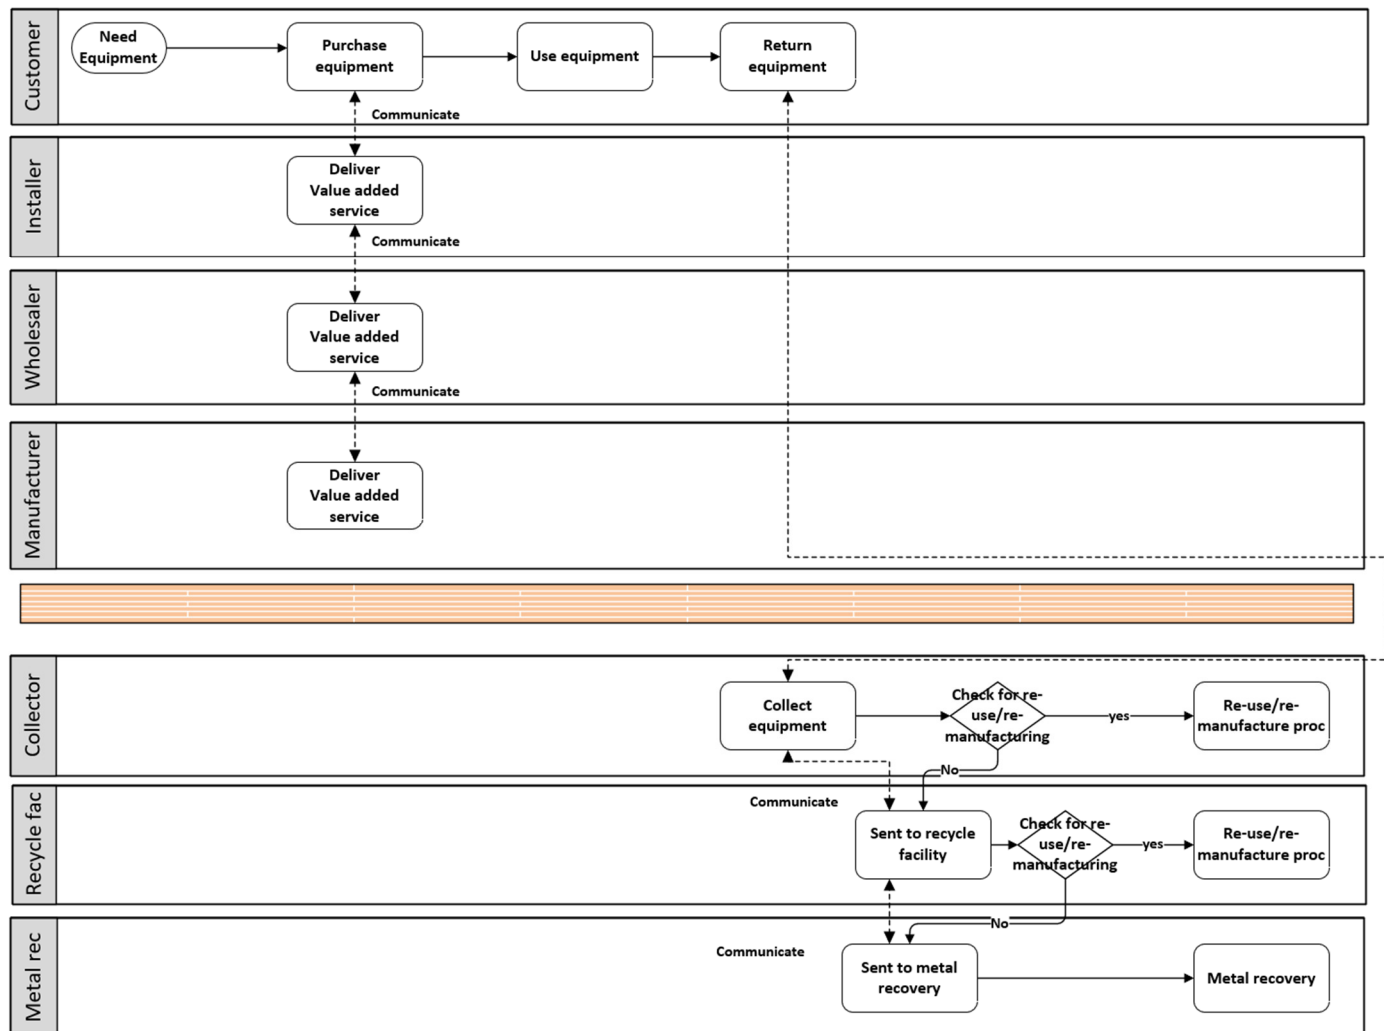 Customer
Need
Equipment
Purchase
equipment
Use equipment
Return
equipment
Communicate
Installer
Deliver
Value added
service
Communicate
Wholesaler
Deliver
Value added
service
Communicate
Manufacturer
Deliver
Value added
service
Collector
Collect
equipment
Check for re-
use/re-
manufacturing
yes
Re-use/re-
manufacture proc
No
Communicate
Recycle fac
Sent to recycle
facility
Check for re-
use/re-
manufacturing
yes
Re-use/re-
manufacture proc
No
Communicate
Metal rec
Sent to metal
recovery
Metal recovery